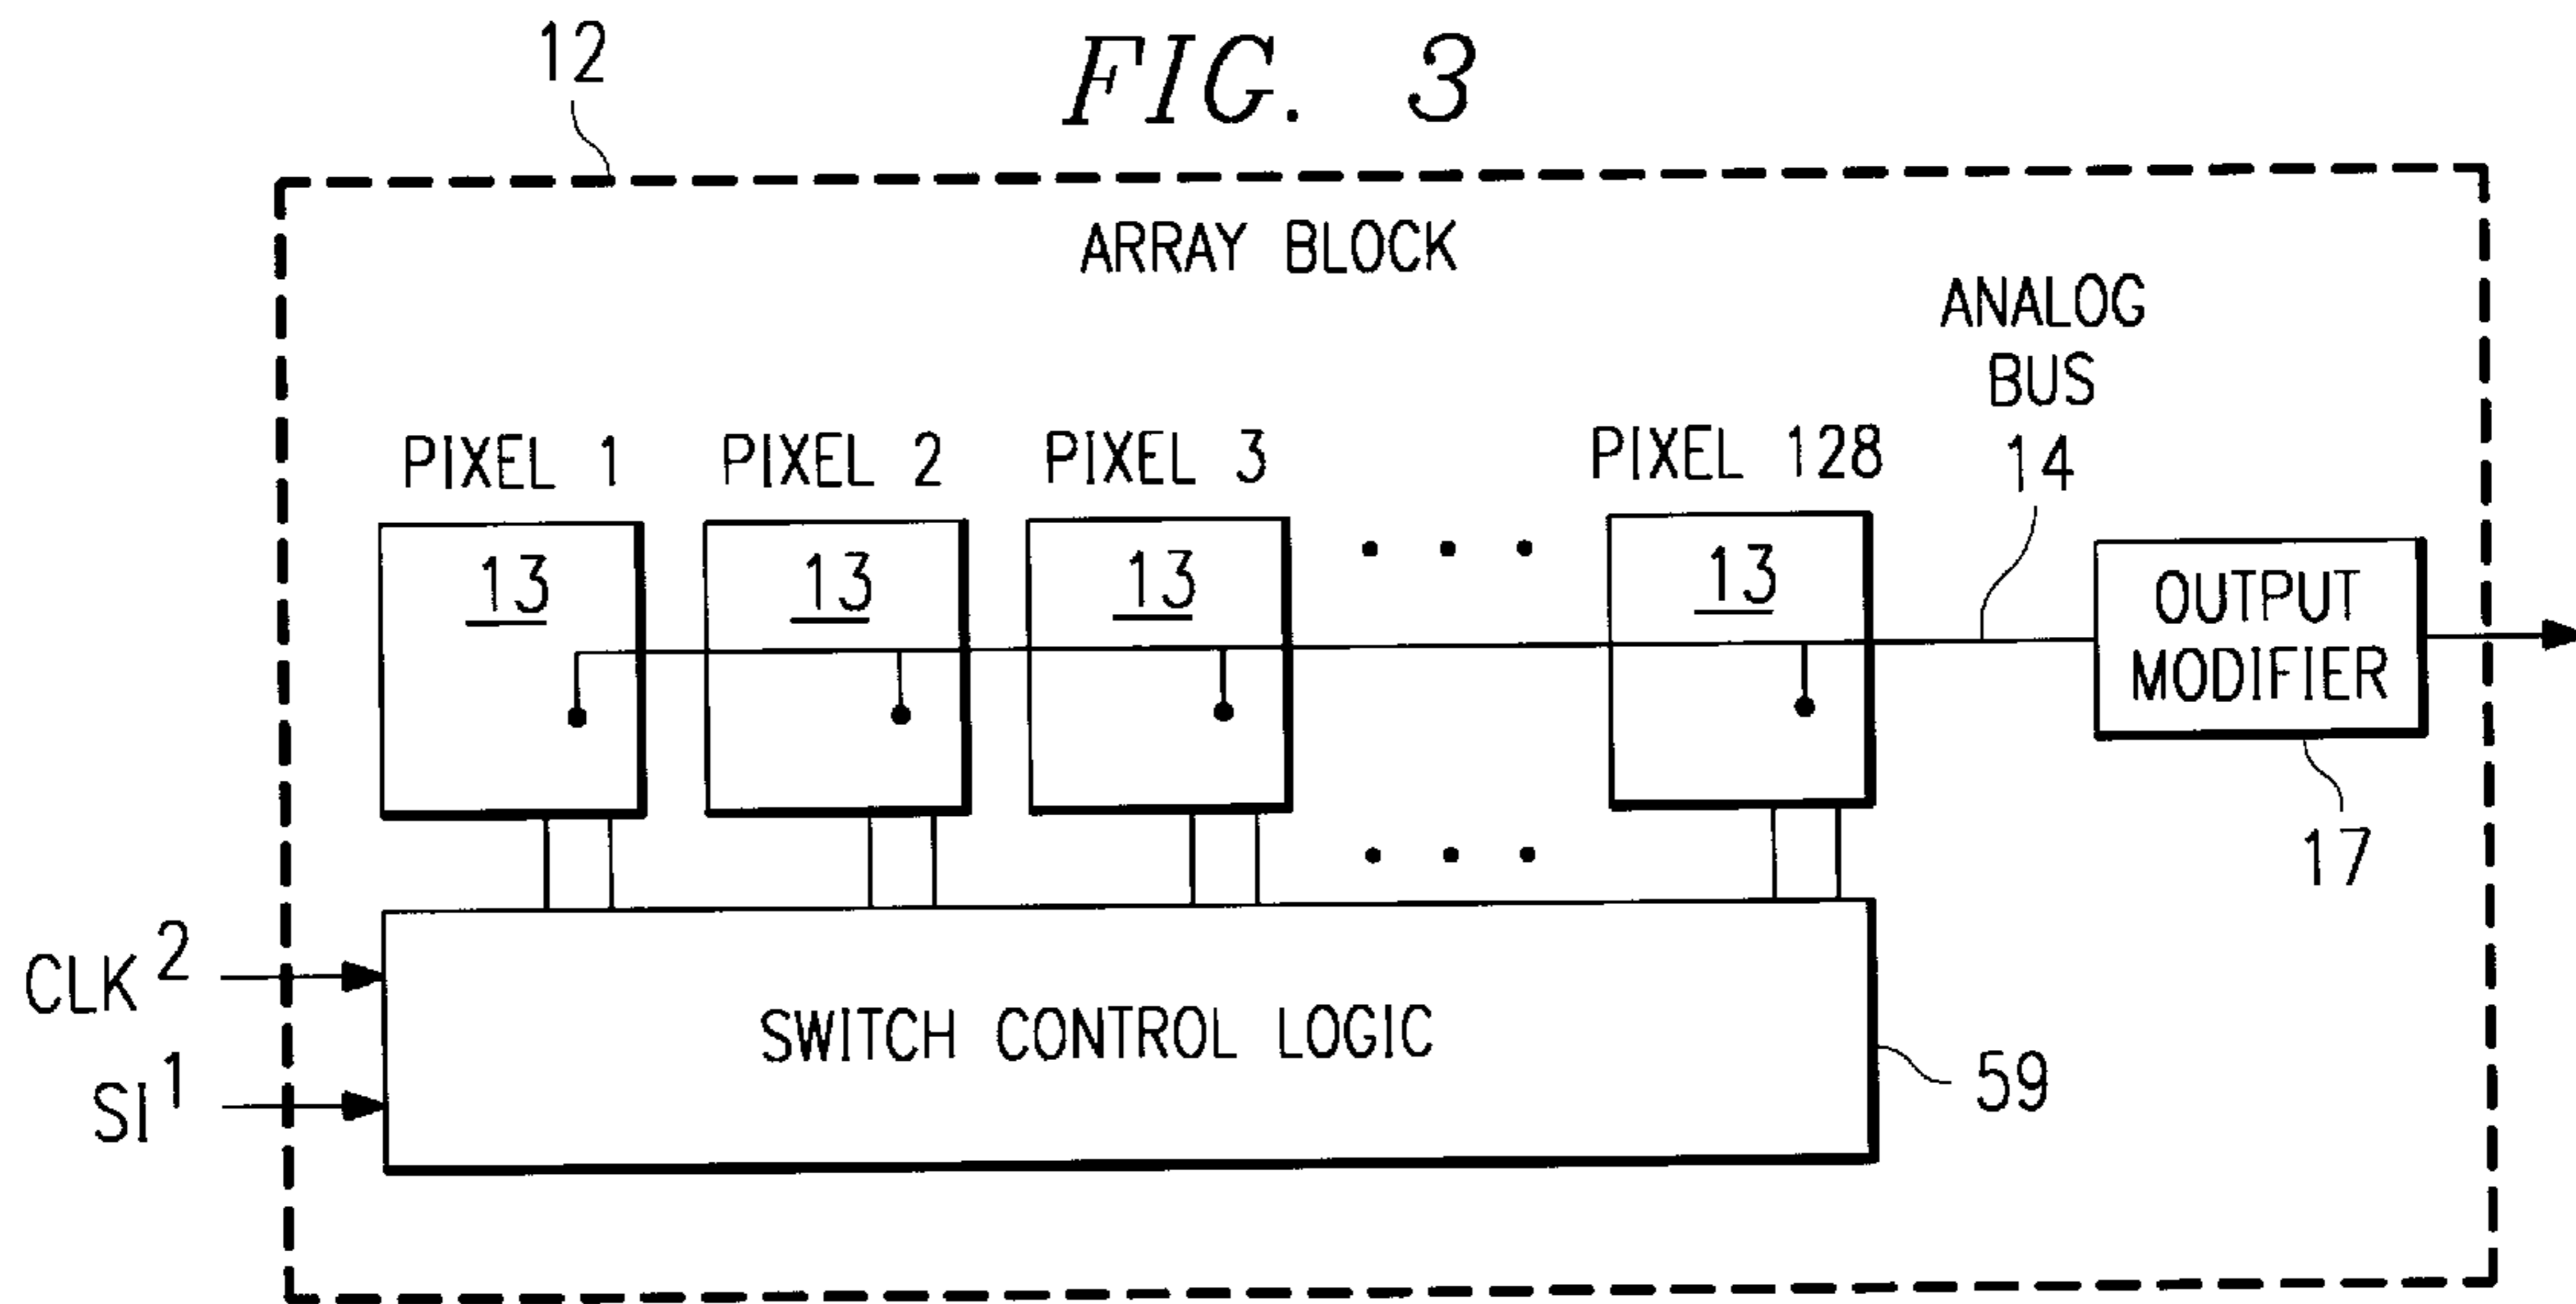 FIG. 3
12
ARRAY BLOCK
ANALOG
BUS
14
PIXEL 1
PIXEL 2
PIXEL 3
PIXEL 128
13
13
13
13
OUTPUT
MODIFIER
17
CLK 2
SI 1
SWITCH CONTROL LOGIC
59